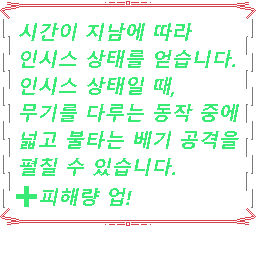 시간이 지남에 따라
인시스 상태를 얻습니다.
인시스 상태일 때,
무기를 다루는 동작 중에
넓고 불타는 베기 공격을
펼칠 수 있습니다.
➕피해량 업!